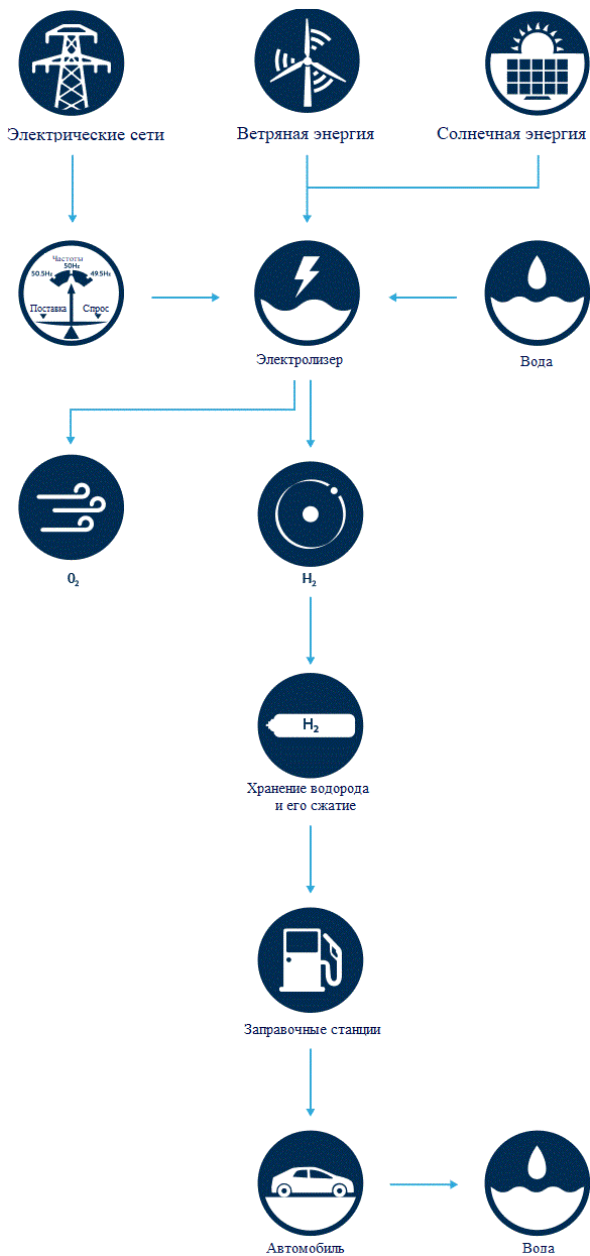 Электрические сети
Ветряная энергия
Солнечная энергия
Частоты
50Hz
50.5Hz
49.5Hz
Поставка
Спрос
Электролизер
Вода
O₂
H₂
H₂
Хранение водорода
и его сжатие
Заправочные станции
Автомобиль
Вода